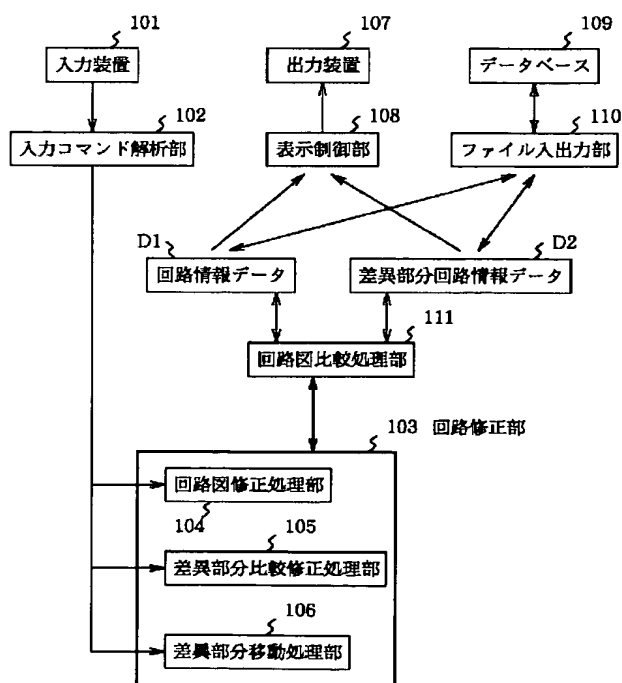 101
入力装置
107
出力装置
109
データベース
102
入力コマンド解析部
108
表示制御部
110
ファイル入出力部
D1
回路情報データ
D2
差異部分回路情報データ
111
回路図比較処理部
103 回路修正部
回路図修正処理部
104
105
差異部分比較修正処理部
106
差異部分移動処理部